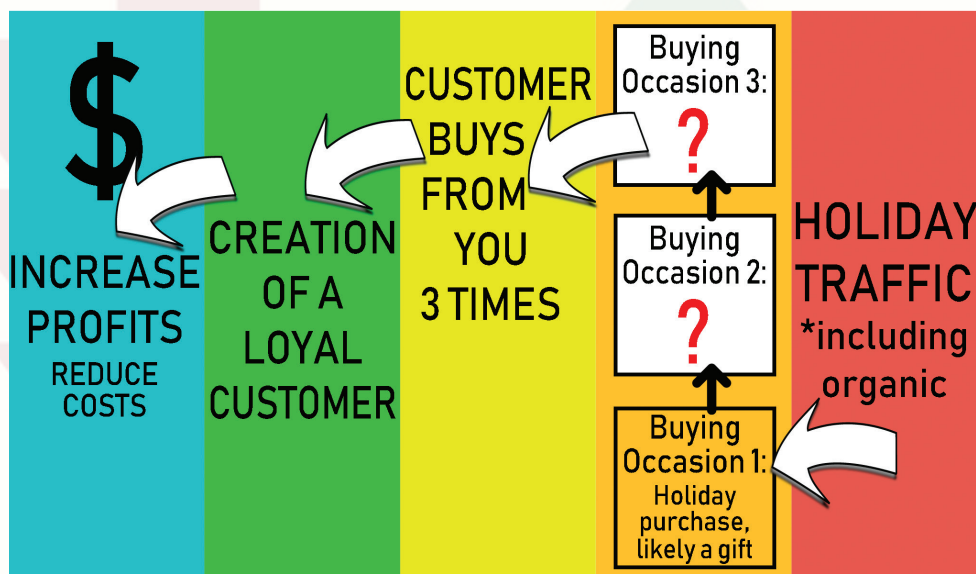 $
INCREASE
PROFITS
REDUCE
COSTS
CREATION
OF A
LOYAL
CUSTOMER
CUSTOMER
BUYS
FROM
YOU
3 TIMES
Buying
Occasion 3:
?
Buying
Occasion 2:
?
Buying
Occasion 1:
Holiday
purchase,
likely a gift
HOLIDAY
TRAFFIC
*including
organic